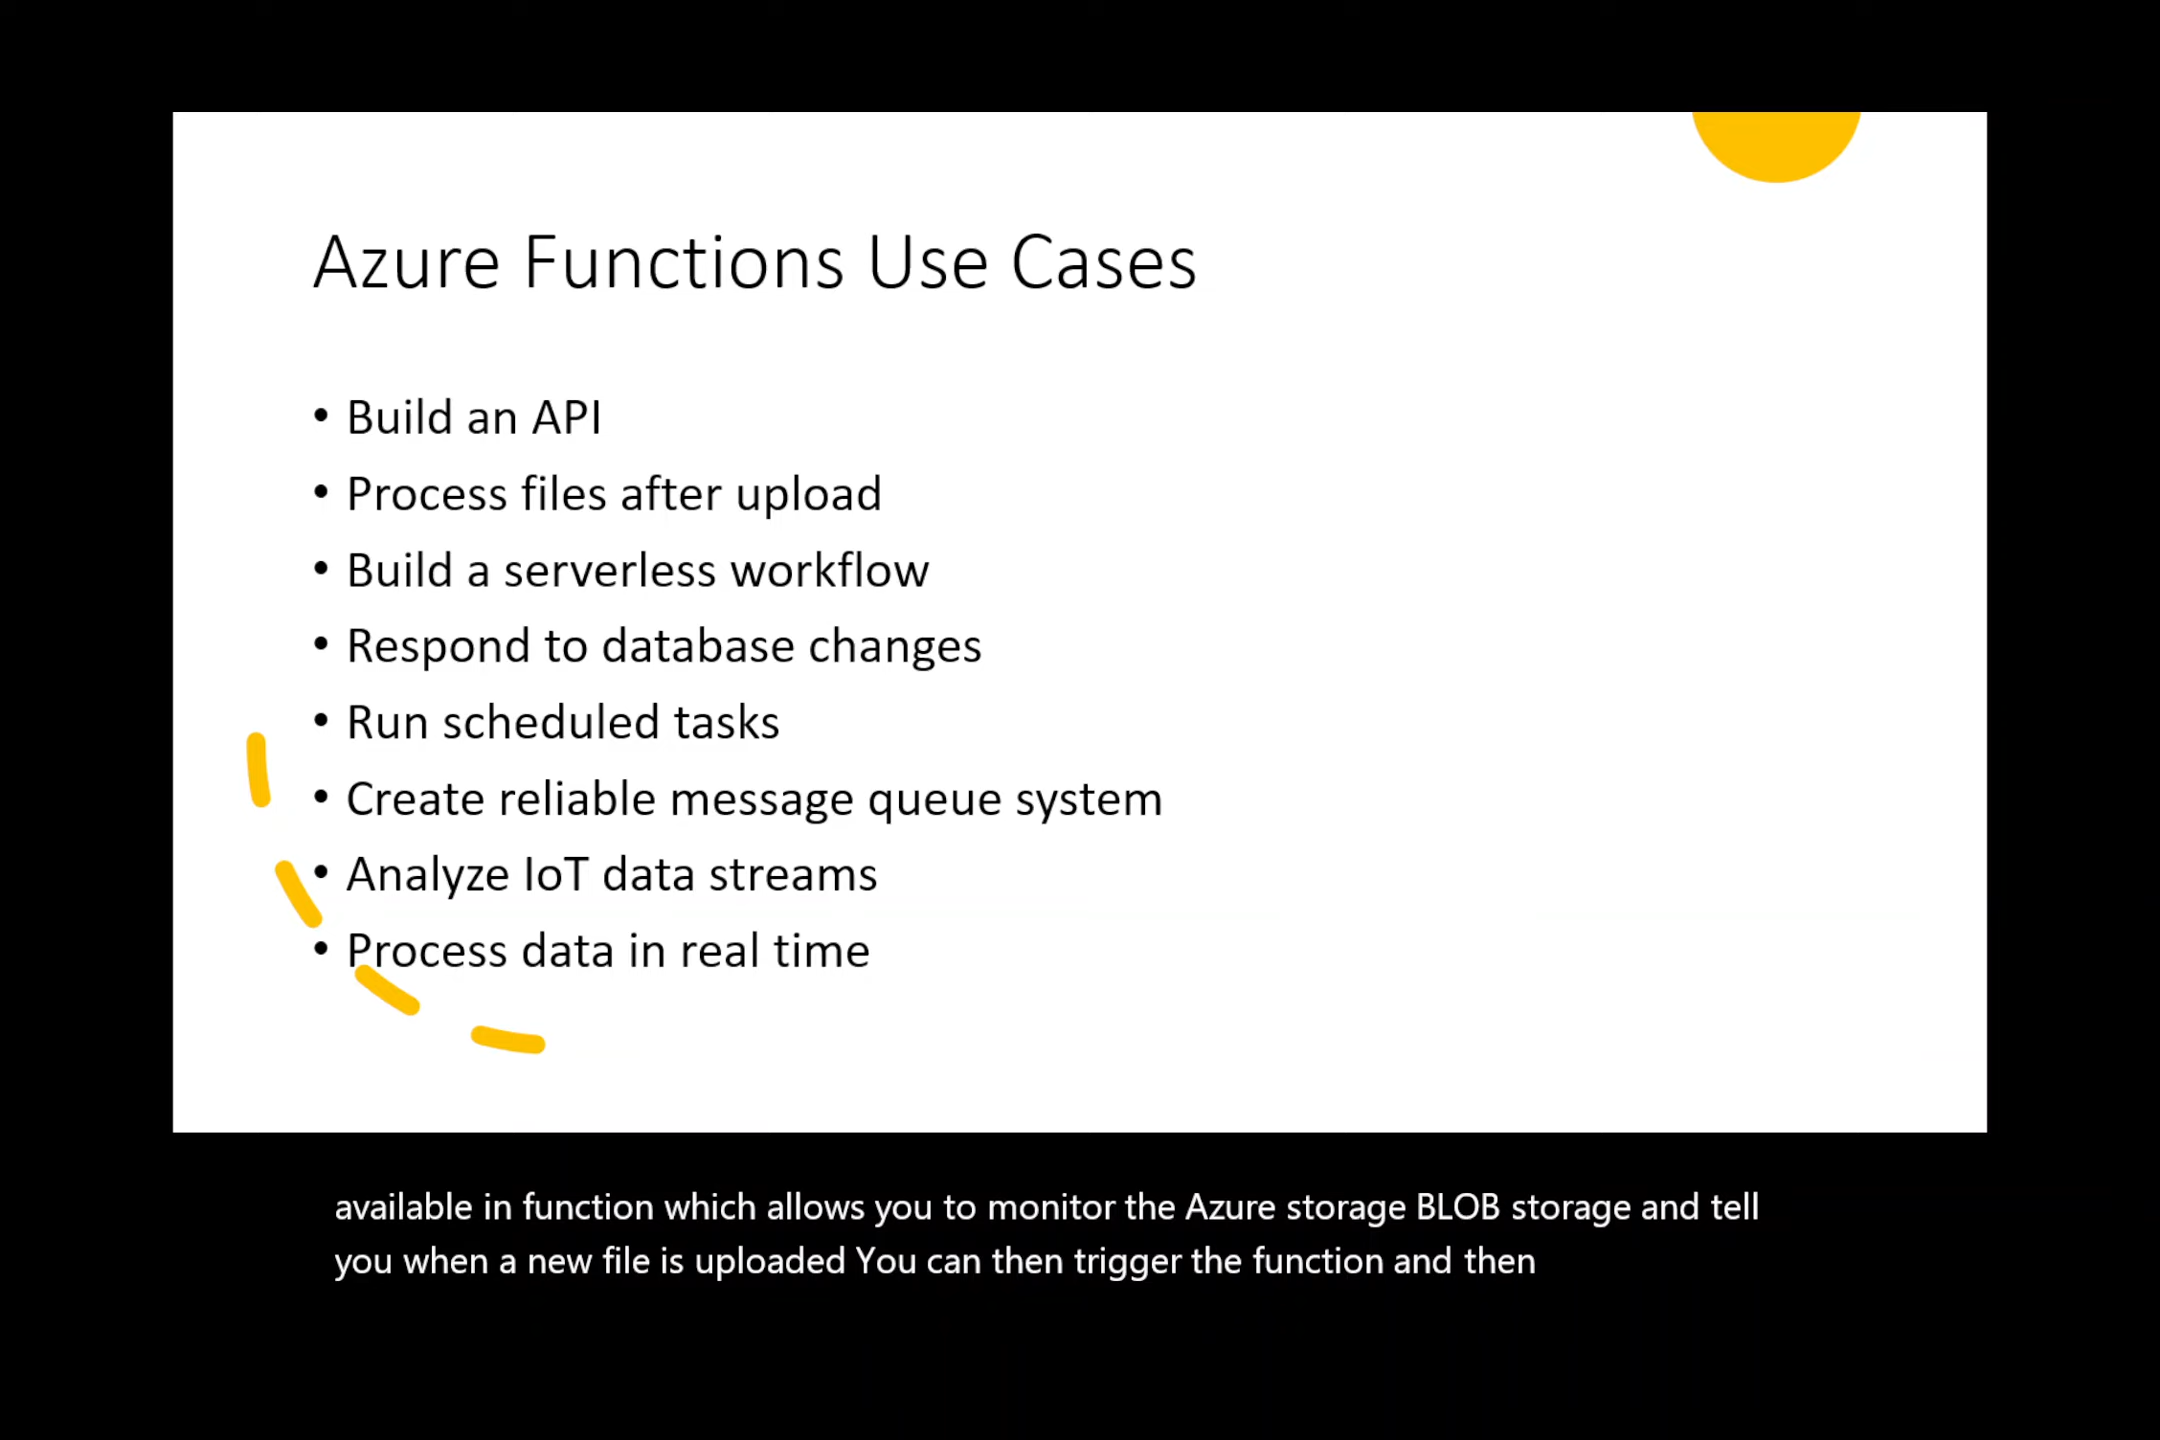 Azure Functions Use Cases
• Build an API
• Process files after upload
• Build a serverless workflow
• Respond to database changes
• Run scheduled tasks
• Create reliable message queue system
• Analyze IoT data streams
• Process data in real time
available in function which allows you to monitor the Azure storage BLOB storage and tell
you when a new file is uploaded You can then trigger the function and then